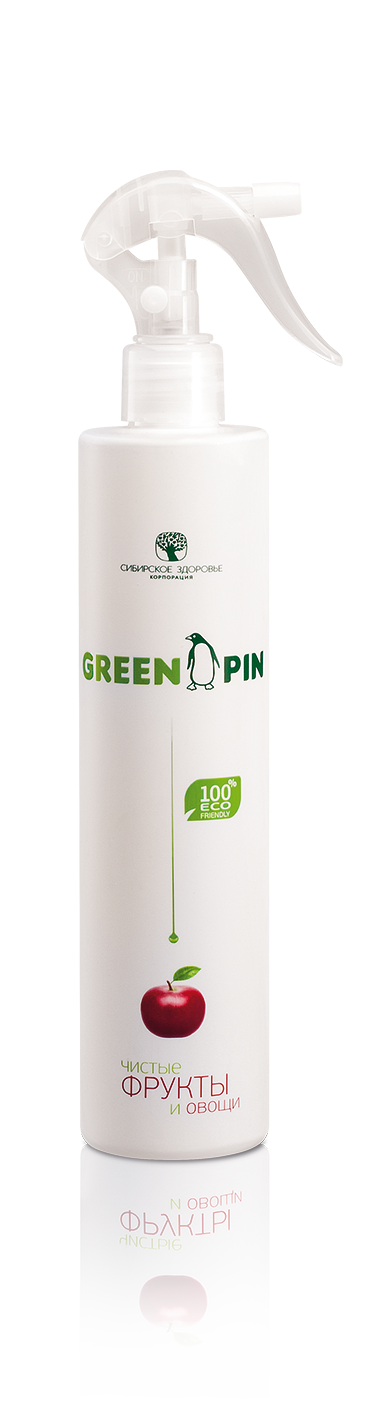 СИБИРСКОЕ ЗДОРОВЬЕ
КОРПОРАЦИЯ
GREEN PIN
100%
ECO
FRIENDLY
чистые
ФРУКТЫ
и овощи